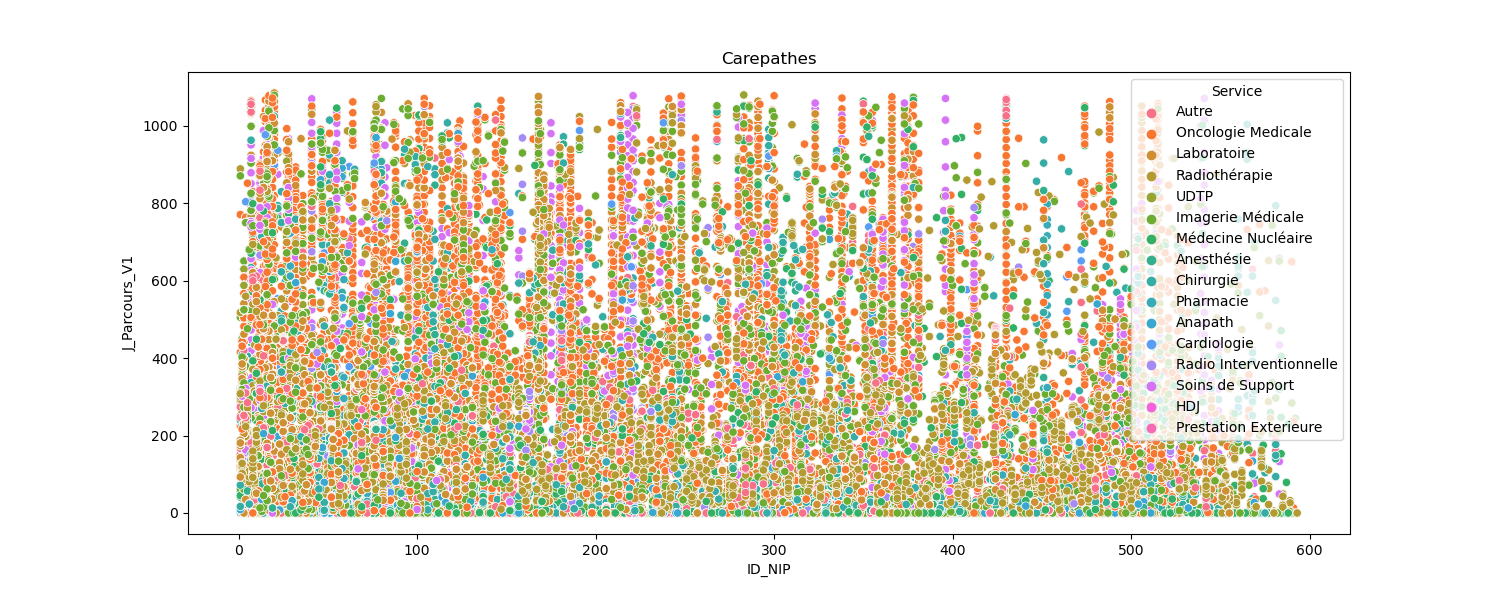 Carepathes
Service
Autre
Oncologie Medicale
Laboratoire
Radiothérapie
UDTP
Imagerie Médicale
Médecine Nucléaire
Anesthésie
Chirurgie
Pharmacie
Anapath
Cardiologie
Radio Interventionnelle
Soins de Support
HDJ
Prestation Exterieure
J_Parcours_V1
1000
800
600
400
200
0
0 100 200 300 400 500 600
ID_NIP